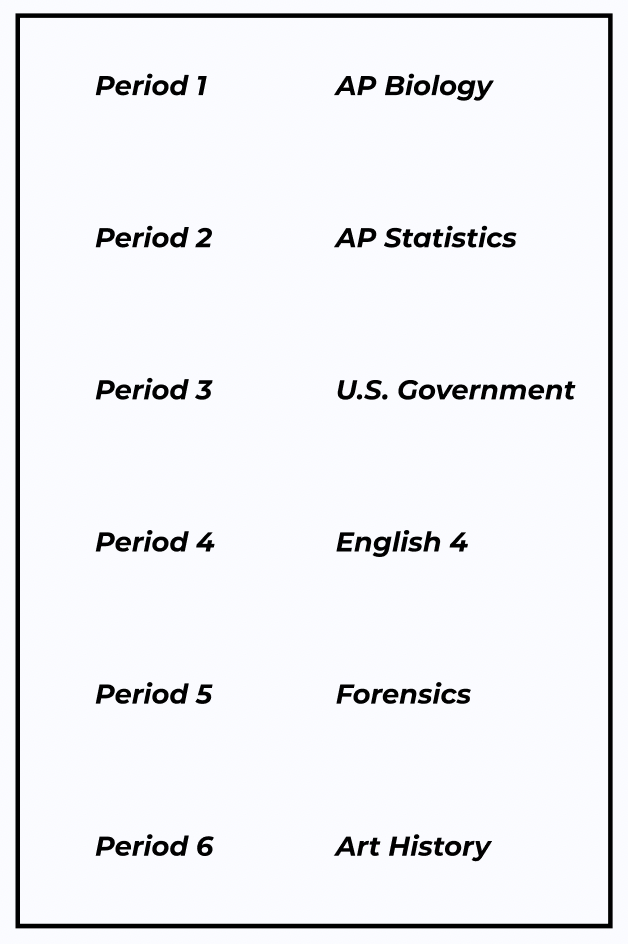 Period 1 AP Biology
Period 2 AP Statistics
Period 3 U.S. Government
Period 4 English 4
Period 5 Forensics
Period 6 Art History